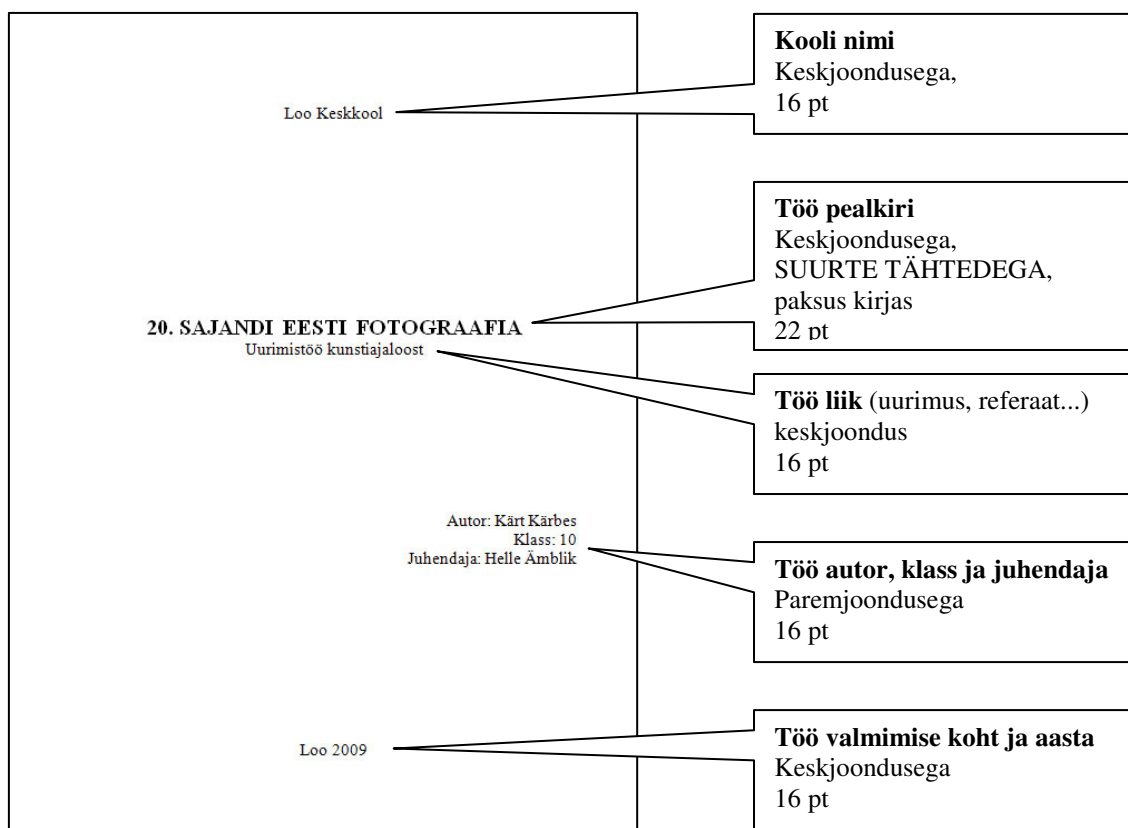 Kooli nimi
Keskjoondusega,
16 pt
Loo Keskkool
Töö pealkiri
Keskjoondusega,
SUURTE TÄHTEDEGA,
paksus kirjas
22 pt
20. SAJANDI EESTI FOTOGRAAFIA
Uurimistöö kunstiajaloost
Töö liik (uurimus, referaat...)
keskjoondus
16 pt
Autor: Kärt Kärbes
Klass: 10
Juhendaja: Helle Ämblik
Töö autor, klass ja juhendaja
Paremjoondusega
16 pt
Loo 2009
Töö valmimise koht ja aasta
Keskjoondusega
16 pt